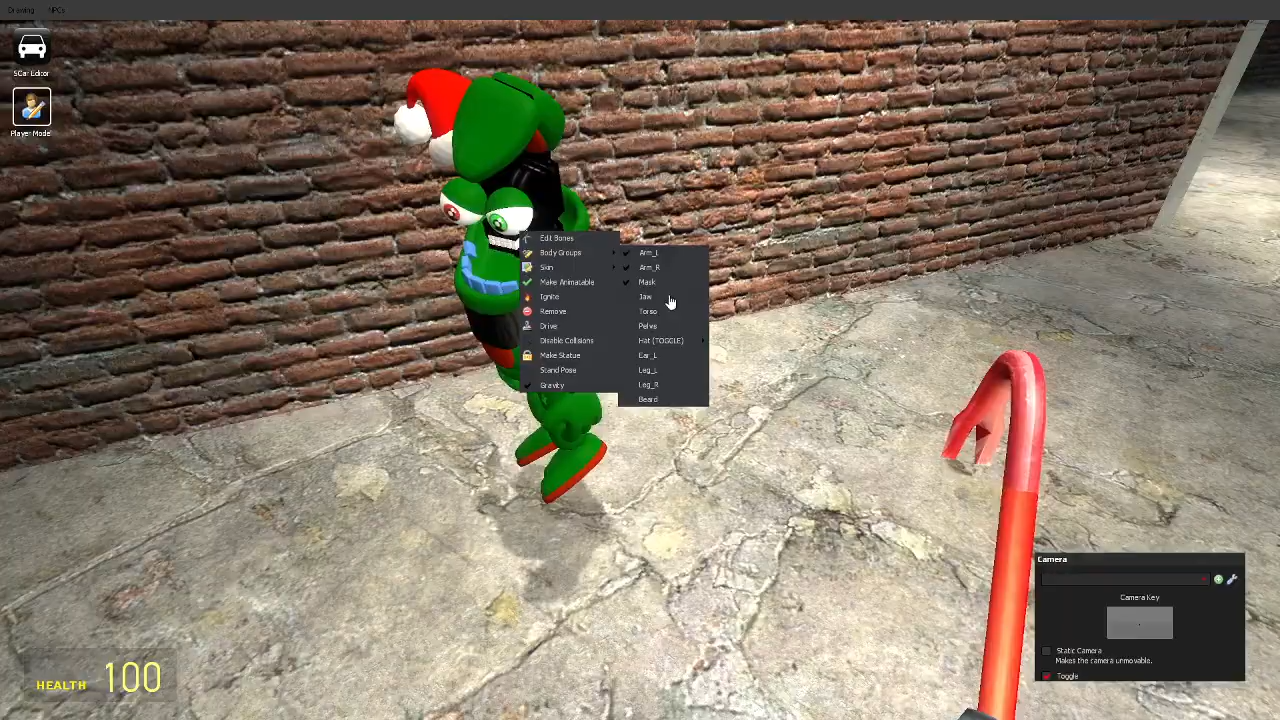 Drawing NPCs
SCar Editor
Player Model
Edit Bones
Body Groups
Skin
Make Animatable
Ignite
Remove
Drive
Disable Collisions
Make Statue
Stand Pose
Gravity
Arm_L
Arm_R
Mask
Jaw
Torso
Pelvs
Hat (TOGGLE)
Ear_L
Leg_L
Leg_R
Beard
Camera
Camera Key
Static Camera
Makes the camera unmovable.
Toggle
HEALTH 100